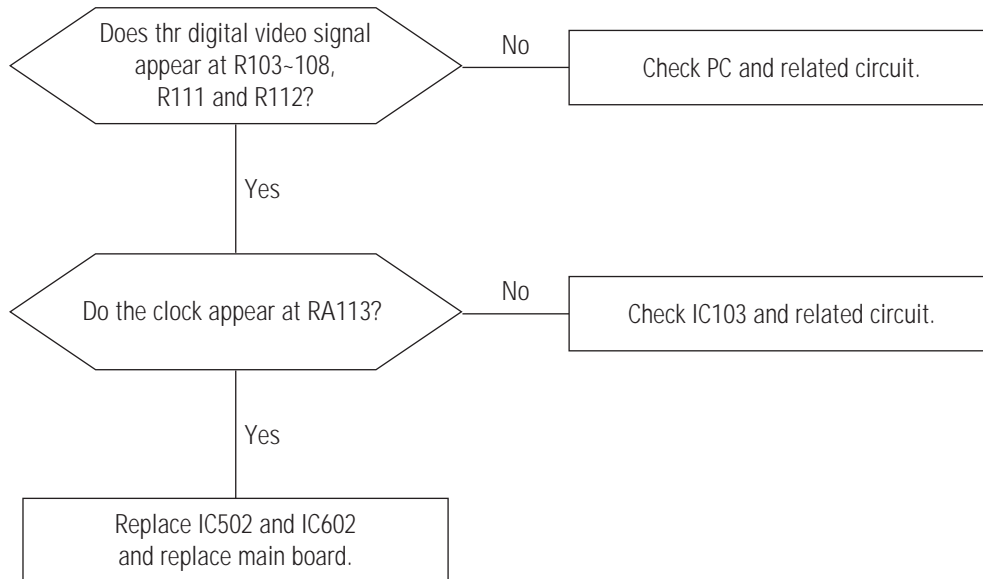 Does thr digital video signal
appear at R103~108,
R111 and R112?
No
Check PC and related circuit.
Yes
Do the clock appear at RA113?
No
Check IC103 and related circuit.
Yes
Replace IC502 and IC602
and replace main board.